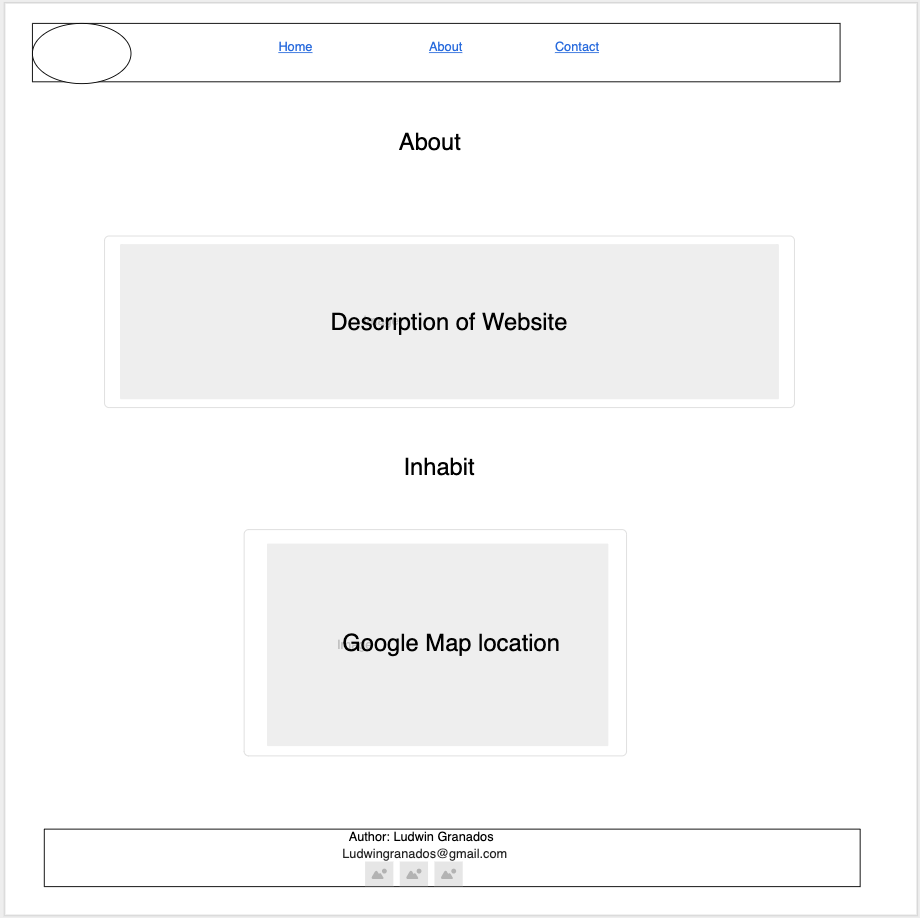 Home About Contact
About
Description of Website
Inhabit
Google Map location
Author: Ludwin Granados
Ludwingranados@gmail.com